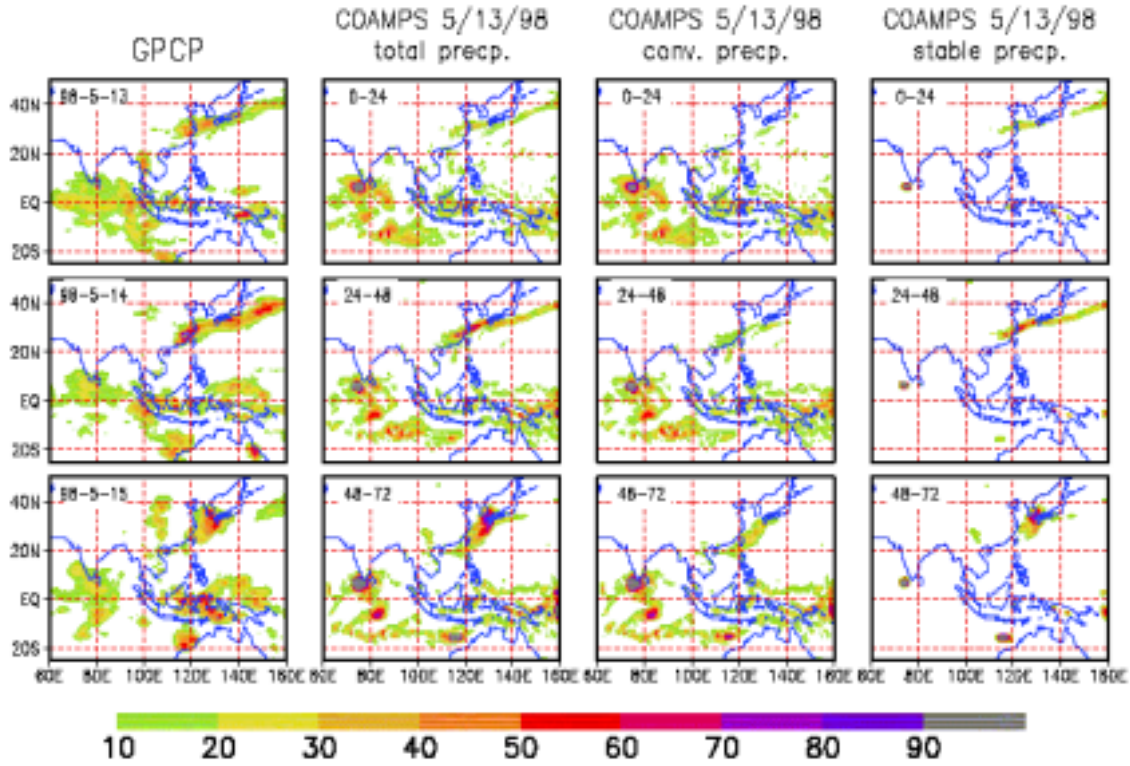 GPCP
COAMPS 5/13/98
total precp.
COAMPS 5/13/98
conv. precp.
COAMPS 5/13/98
stable precp.
98-5-13 0-24 0-24 0-24
40N
20N
EQ
20S
98-5-14 24-48 24-48 24-48
40N
20N
EQ
20S
98-5-15 48-72 48-72 48-72
40N
20N
EQ
20S
60E 80E 100E 120E 140E 160E 80E 100E 120E 140E 160E 80E 100E 120E 140E 160E 80E 100E 120E 140E 160E
10 20 30 40 50 60 70 80 90